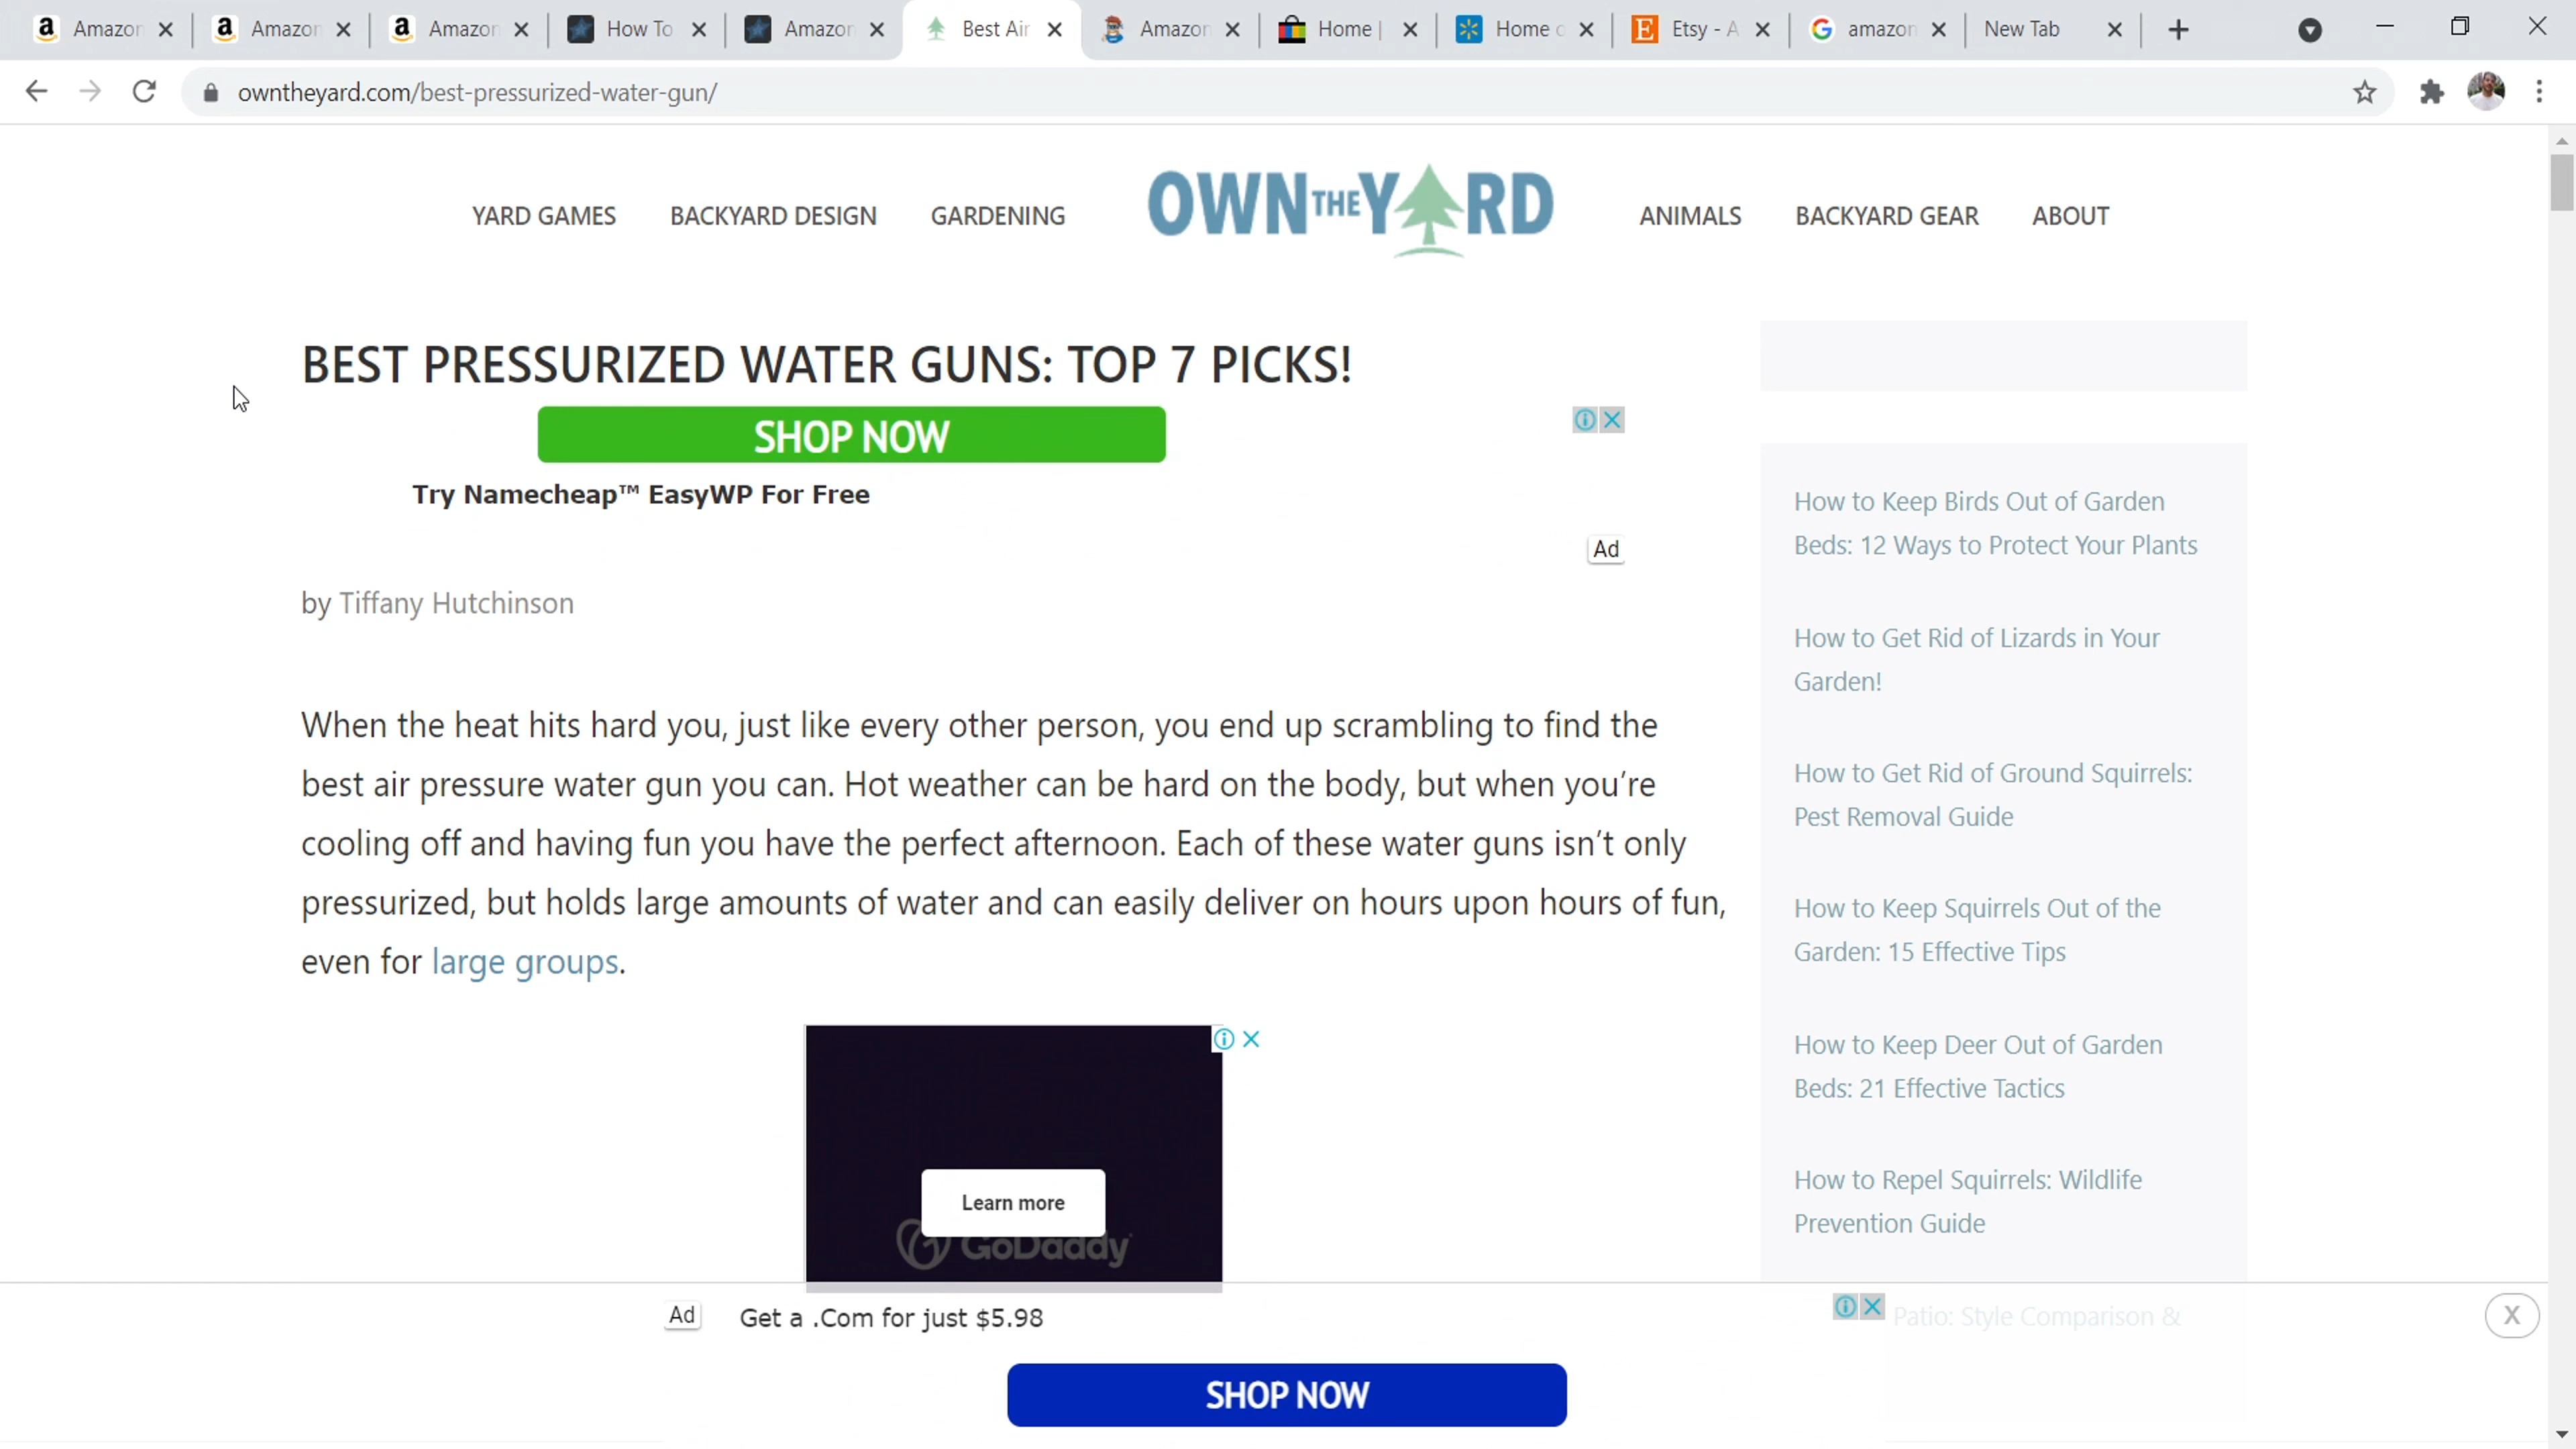 Amazon
Amazon
Amazon
How To
Amazon
Best Air
Amazon
Home |
Home o
Etsy - A
amazon
New Tab
owntheyard.com/best-pressurized-water-gun/
YARD GAMES
BACKYARD DESIGN
GARDENING
OWN THE YARD
ANIMALS
BACKYARD GEAR
ABOUT
BEST PRESSURIZED WATER GUNS: TOP 7 PICKS!
SHOP NOW
Try Namecheap™ EasyWP For Free
Ad
by Tiffany Hutchinson
When the heat hits hard you, just like every other person, you end up scrambling to find the
best air pressure water gun you can. Hot weather can be hard on the body, but when you're
cooling off and having fun you have the perfect afternoon. Each of these water guns isn't only
pressurized, but holds large amounts of water and can easily deliver on hours upon hours of fun,
even for large groups.
Learn more
GoDaddy
How to Keep Birds Out of Garden
Beds: 12 Ways to Protect Your Plants
How to Get Rid of Lizards in Your
Garden!
How to Get Rid of Ground Squirrels:
Pest Removal Guide
How to Keep Squirrels Out of the
Garden: 15 Effective Tips
How to Keep Deer Out of Garden
Beds: 21 Effective Tactics
How to Repel Squirrels: Wildlife
Prevention Guide
Patio: Style Comparison &
Ad
Get a .Com for just $5.98
X
SHOP NOW